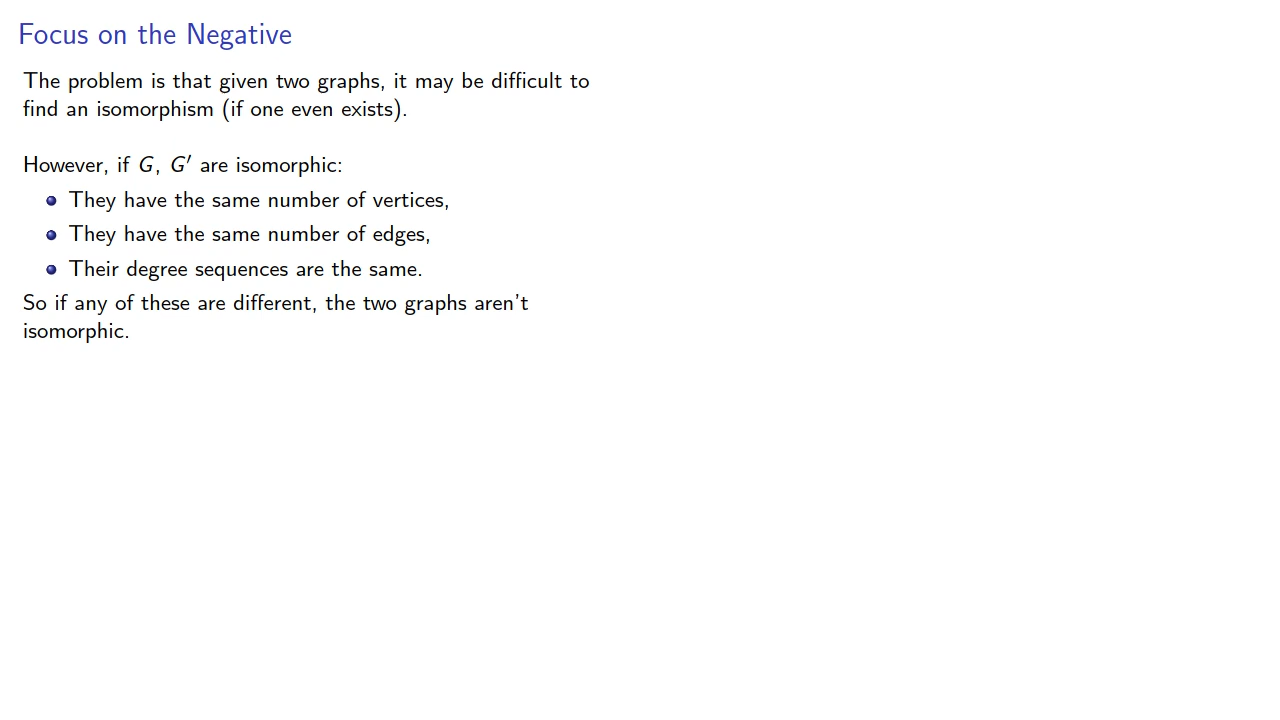 Focus on the Negative
The problem is that given two graphs, it may be difficult to
find an isomorphism (if one even exists).
However, if G, G′ are isomorphic:
They have the same number of vertices,
They have the same number of edges,
Their degree sequences are the same.
So if any of these are different, the two graphs aren't
isomorphic.